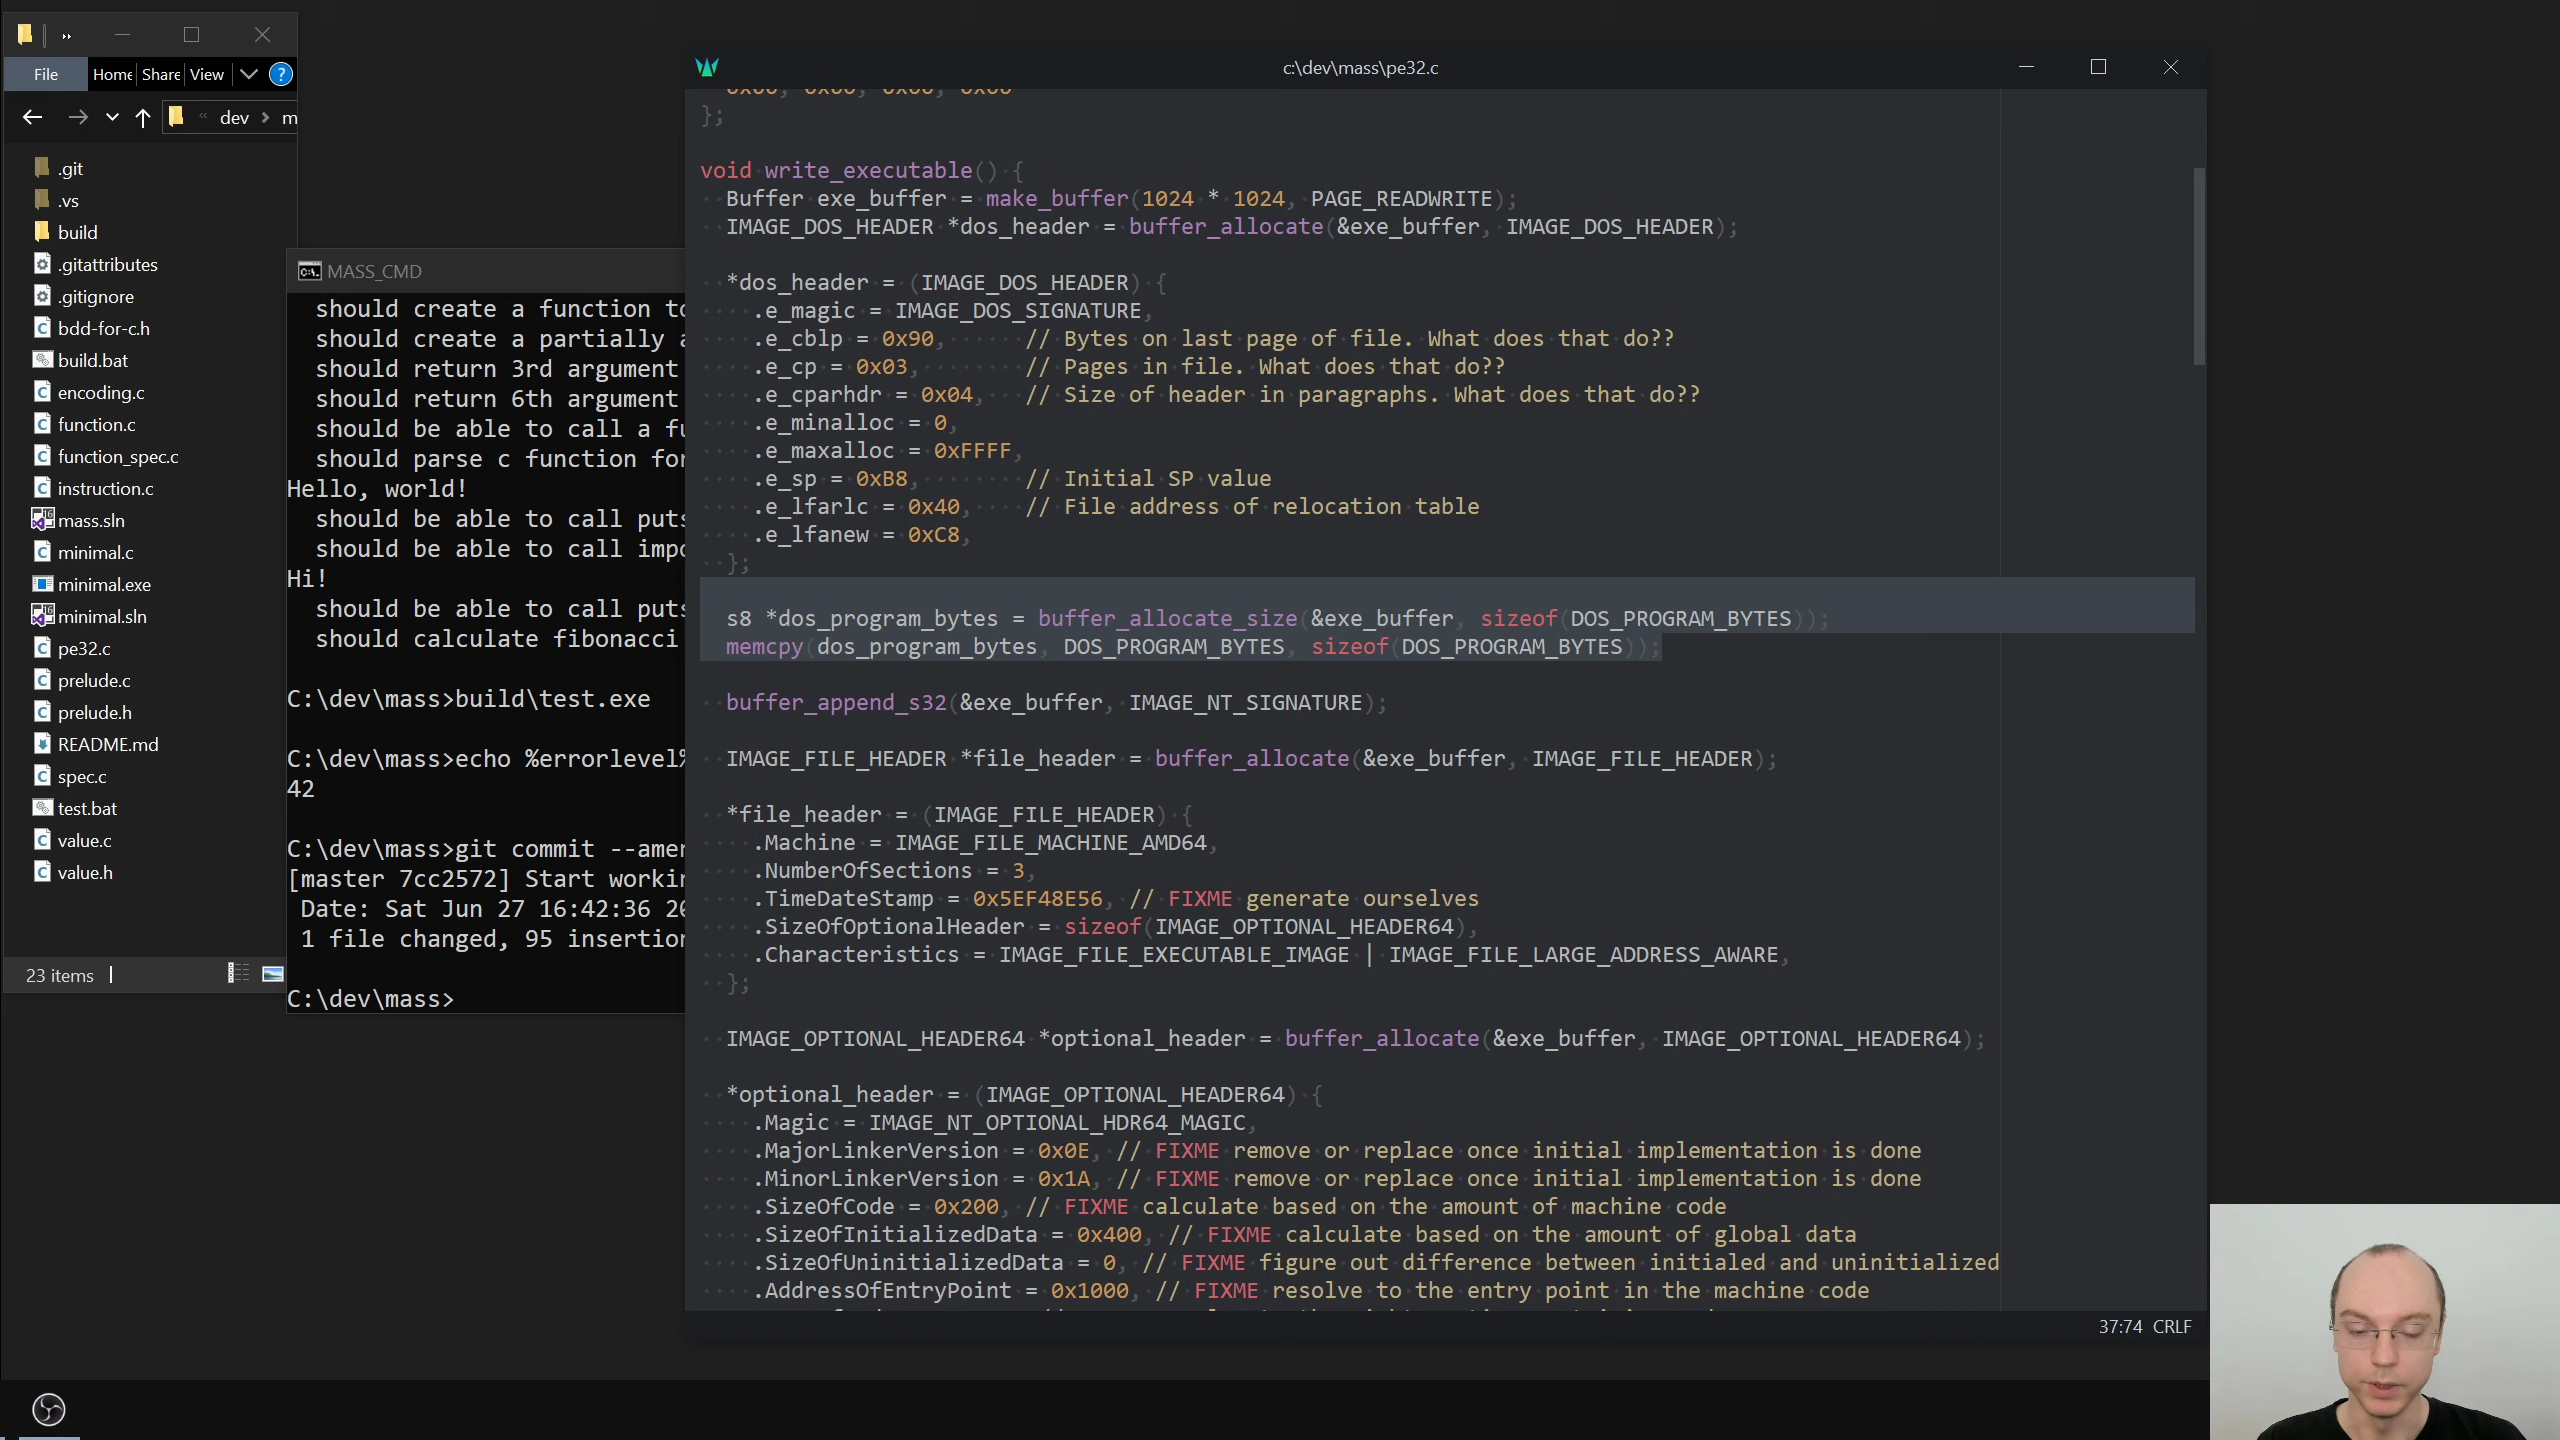 File Home Share View
dev > m
.git
.vs
build
.gitattributes
.gitignore
bdd-for-c.h
build.bat
encoding.c
function.c
function_spec.c
instruction.c
mass.sln
minimal.c
minimal.exe
minimal.sln
pe32.c
prelude.c
prelude.h
README.md
spec.c
test.bat
value.c
value.h
23 items
MASS_CMD
should create a function to
should create a partially a
should return 3rd argument
should return 6th argument
should be able to call a fu
should parse c function for
Hello, world!
should be able to call puts
should be able to call impo
Hi!
should be able to call puts
should calculate fibonacci
C:\dev\mass>build\test.exe
C:\dev\mass>echo %errorlevel%
42
C:\dev\mass>git commit --amen
[master 7cc2572] Start workin
Date: Sat Jun 27 16:42:36 20
1 file changed, 95 insertion
C:\dev\mass>
c:\dev\mass\pe32.c
};
void write_executable() {
Buffer exe_buffer = make_buffer(1024 * 1024, PAGE_READWRITE);
IMAGE_DOS_HEADER *dos_header = buffer_allocate(&exe_buffer, IMAGE_DOS_HEADER);
*dos_header = (IMAGE_DOS_HEADER) {
.e_magic = IMAGE_DOS_SIGNATURE,
.e_cblp = 0x90, // Bytes on last page of file. What does that do??
.e_cp = 0x03, // Pages in file. What does that do??
.e_cparhdr = 0x04, // Size of header in paragraphs. What does that do??
.e_minalloc = 0,
.e_maxalloc = 0xFFFF,
.e_sp = 0xB8, // Initial SP value
.e_lfarlc = 0x40, // File address of relocation table
.e_lfanew = 0xC8,
};
s8 *dos_program_bytes = buffer_allocate_size(&exe_buffer, sizeof(DOS_PROGRAM_BYTES));
memcpy(dos_program_bytes, DOS_PROGRAM_BYTES, sizeof(DOS_PROGRAM_BYTES));
buffer_append_s32(&exe_buffer, IMAGE_NT_SIGNATURE);
IMAGE_FILE_HEADER *file_header = buffer_allocate(&exe_buffer, IMAGE_FILE_HEADER);
*file_header = (IMAGE_FILE_HEADER) {
.Machine = IMAGE_FILE_MACHINE_AMD64,
.NumberOfSections = 3,
.TimeDateStamp = 0x5EF48E56, // FIXME generate ourselves
.SizeOfOptionalHeader = sizeof(IMAGE_OPTIONAL_HEADER64),
.Characteristics = IMAGE_FILE_EXECUTABLE_IMAGE | IMAGE_FILE_LARGE_ADDRESS_AWARE,
};
IMAGE_OPTIONAL_HEADER64 *optional_header = buffer_allocate(&exe_buffer, IMAGE_OPTIONAL_HEADER64);
*optional_header = (IMAGE_OPTIONAL_HEADER64) {
.Magic = IMAGE_NT_OPTIONAL_HDR64_MAGIC,
.MajorLinkerVersion = 0x0E, // FIXME remove or replace once initial implementation is done
.MinorLinkerVersion = 0x1A, // FIXME remove or replace once initial implementation is done
.SizeOfCode = 0x200, // FIXME calculate based on the amount of machine code
.SizeOfInitializedData = 0x400, // FIXME calculate based on the amount of global data
.SizeOfUninitializedData = 0, // FIXME figure out difference between initialed and uninitialized
.AddressOfEntryPoint = 0x1000, // FIXME resolve to the entry point in the machine code
37:74 CRLF